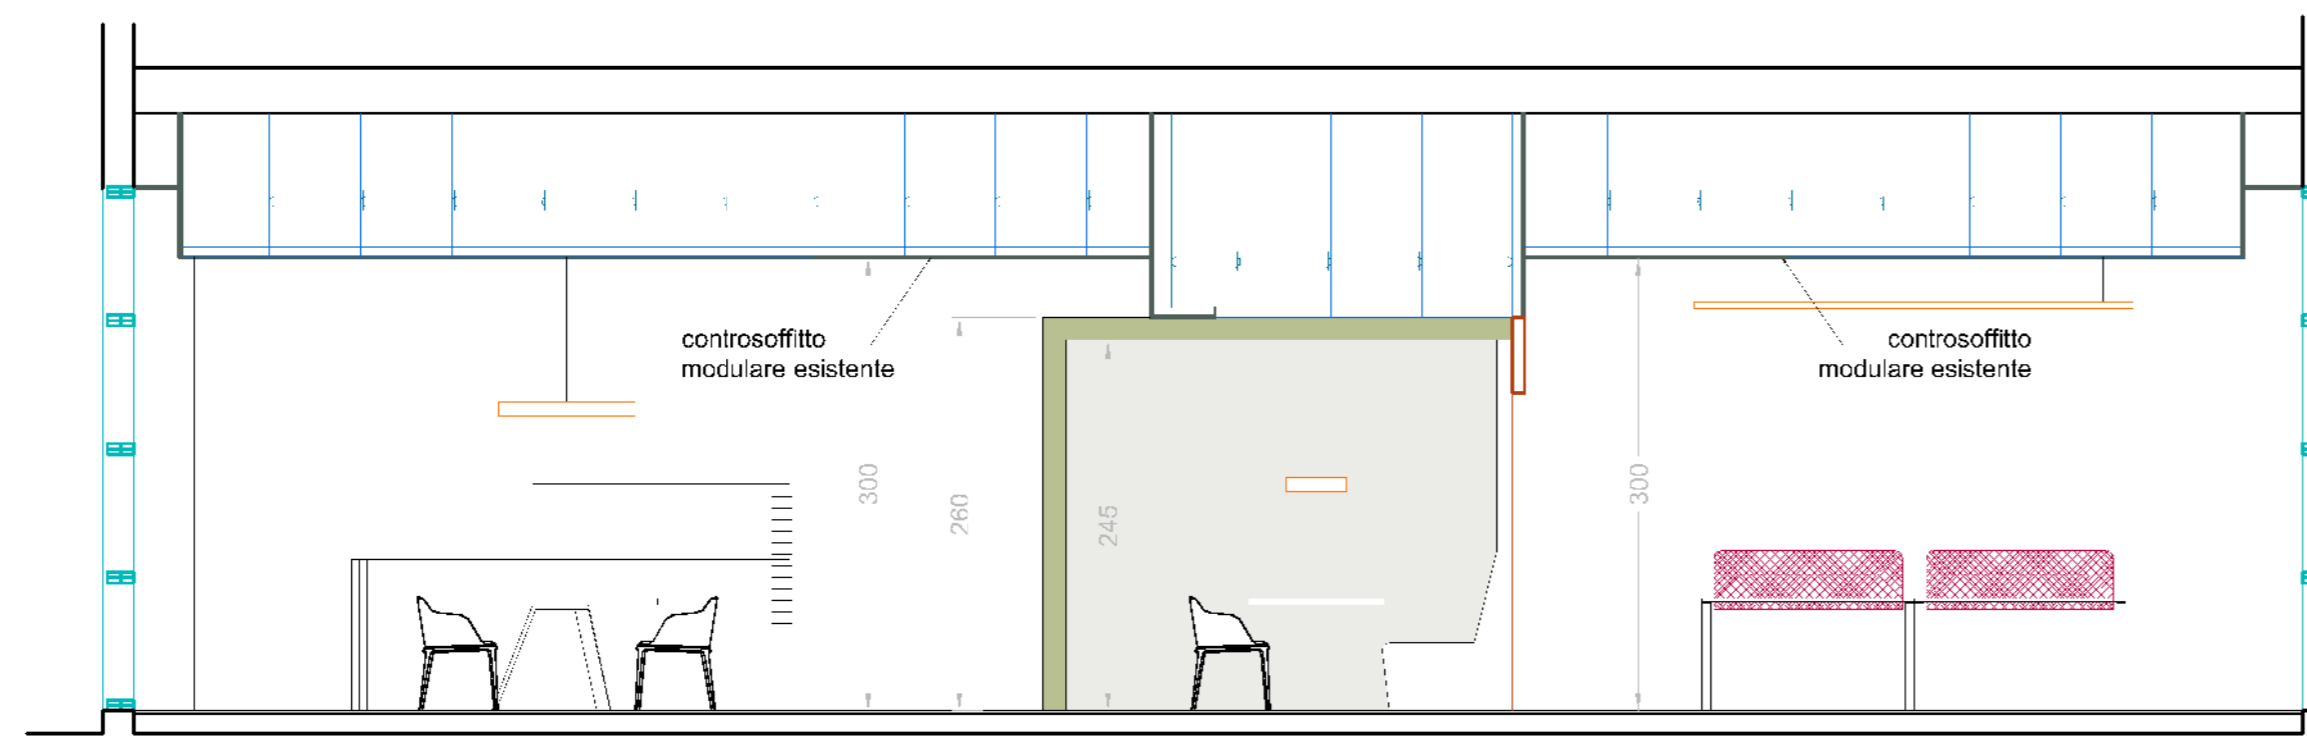 controsoffitto
modulare esistente
300
260
245
300
controsoffitto
modulare esistente